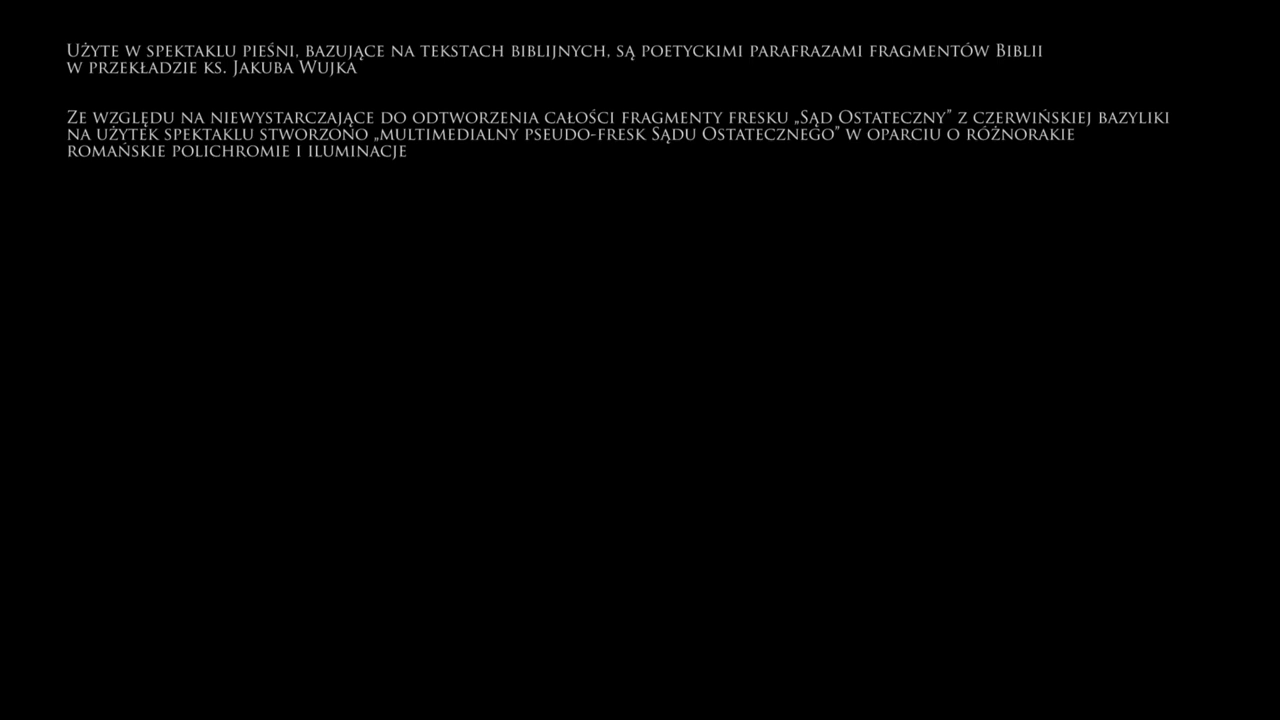 Użyte w spektaklu pieśni, bazujące na tekstach biblijnych, są poetyckimi parafrazami fragmentów Biblii
w przekładzie ks. Jakuba Wujka
Ze względu na niewystarczające do odtworzenia całości fragmenty fresku „Sąd Ostateczny” z czerwińskiej bazyliki
na użytek spektaklu stworzono „multimedialny pseudo-fresk Sądu Ostatecznego” w oparciu o różnorakie
romańskie polichromie i iluminacje